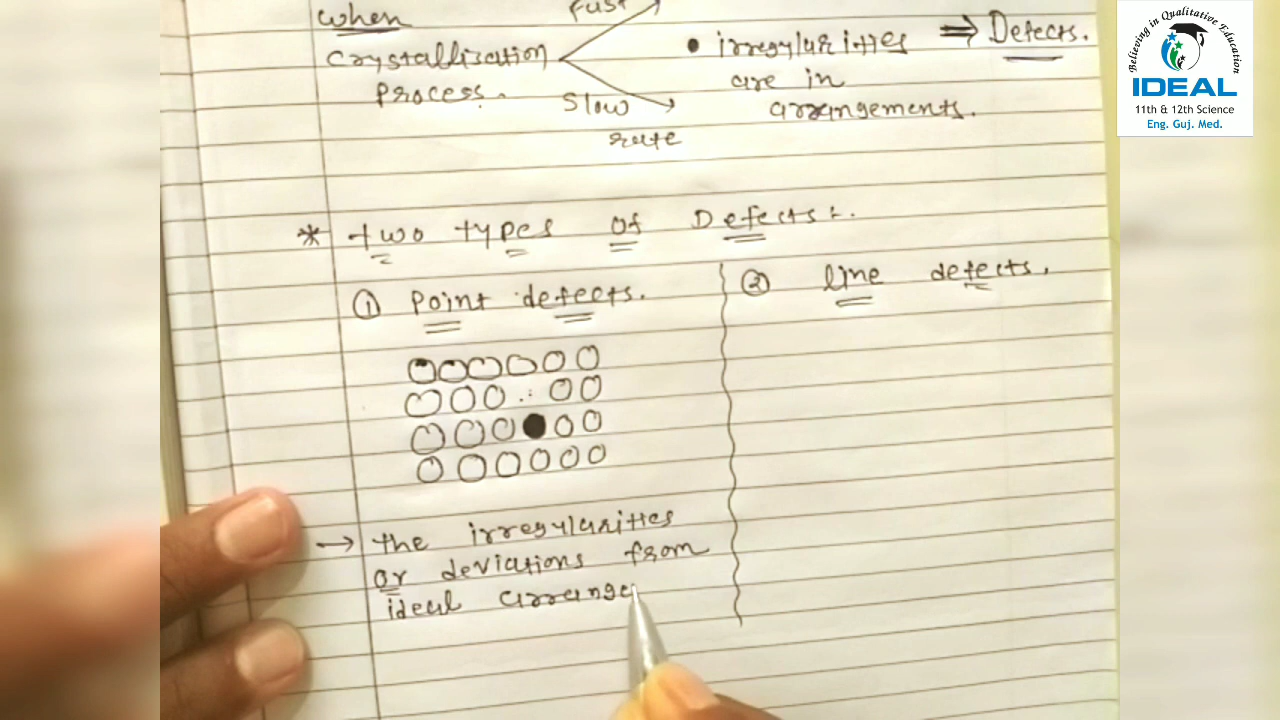 when
Fast
crystallization
process.
Slow
rate
• irregularities ⇒ Defects.
are in
arrangements.
* two types of Defects:.
① Point defects.
② line defects.
→ the irregularities
or deviations from
ideal arrange
Believing in Qualitative Education
IDEAL
11th & 12th Science
Eng. Guj. Med.